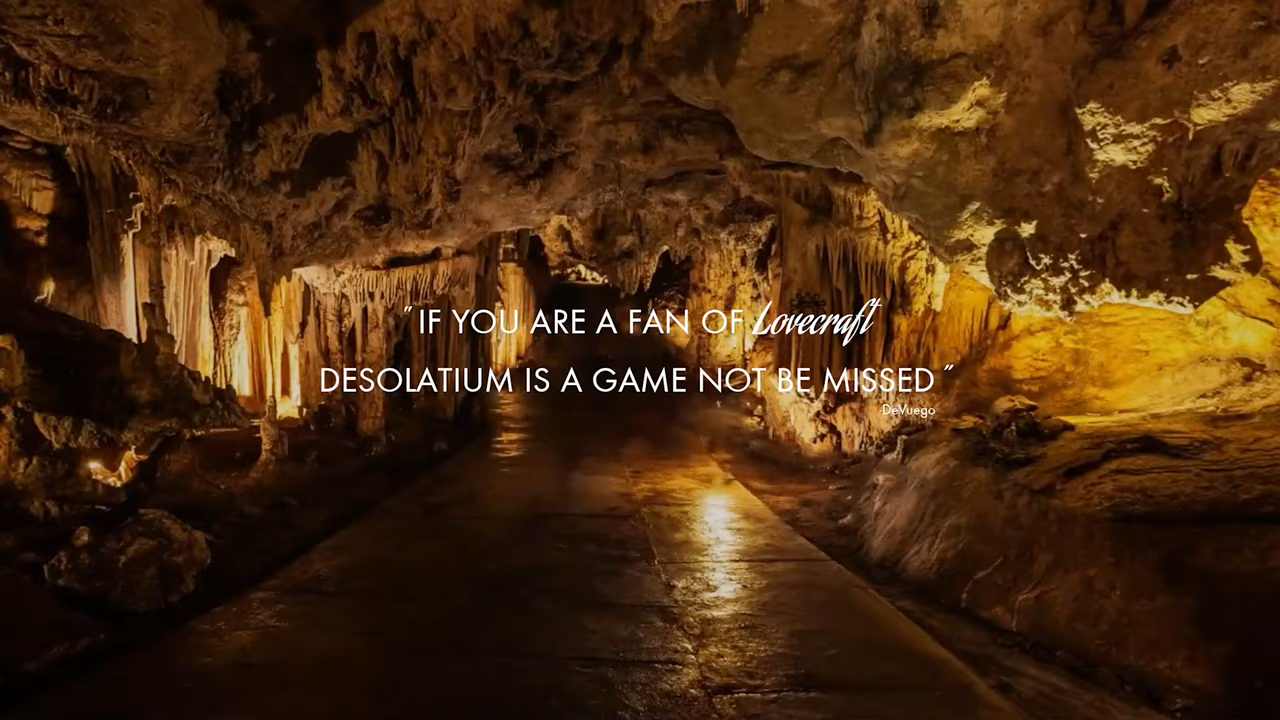 "IF YOU ARE A FAN OF Lovecraft
DESOLATIUM IS A GAME NOT BE MISSED"
-DeVuego